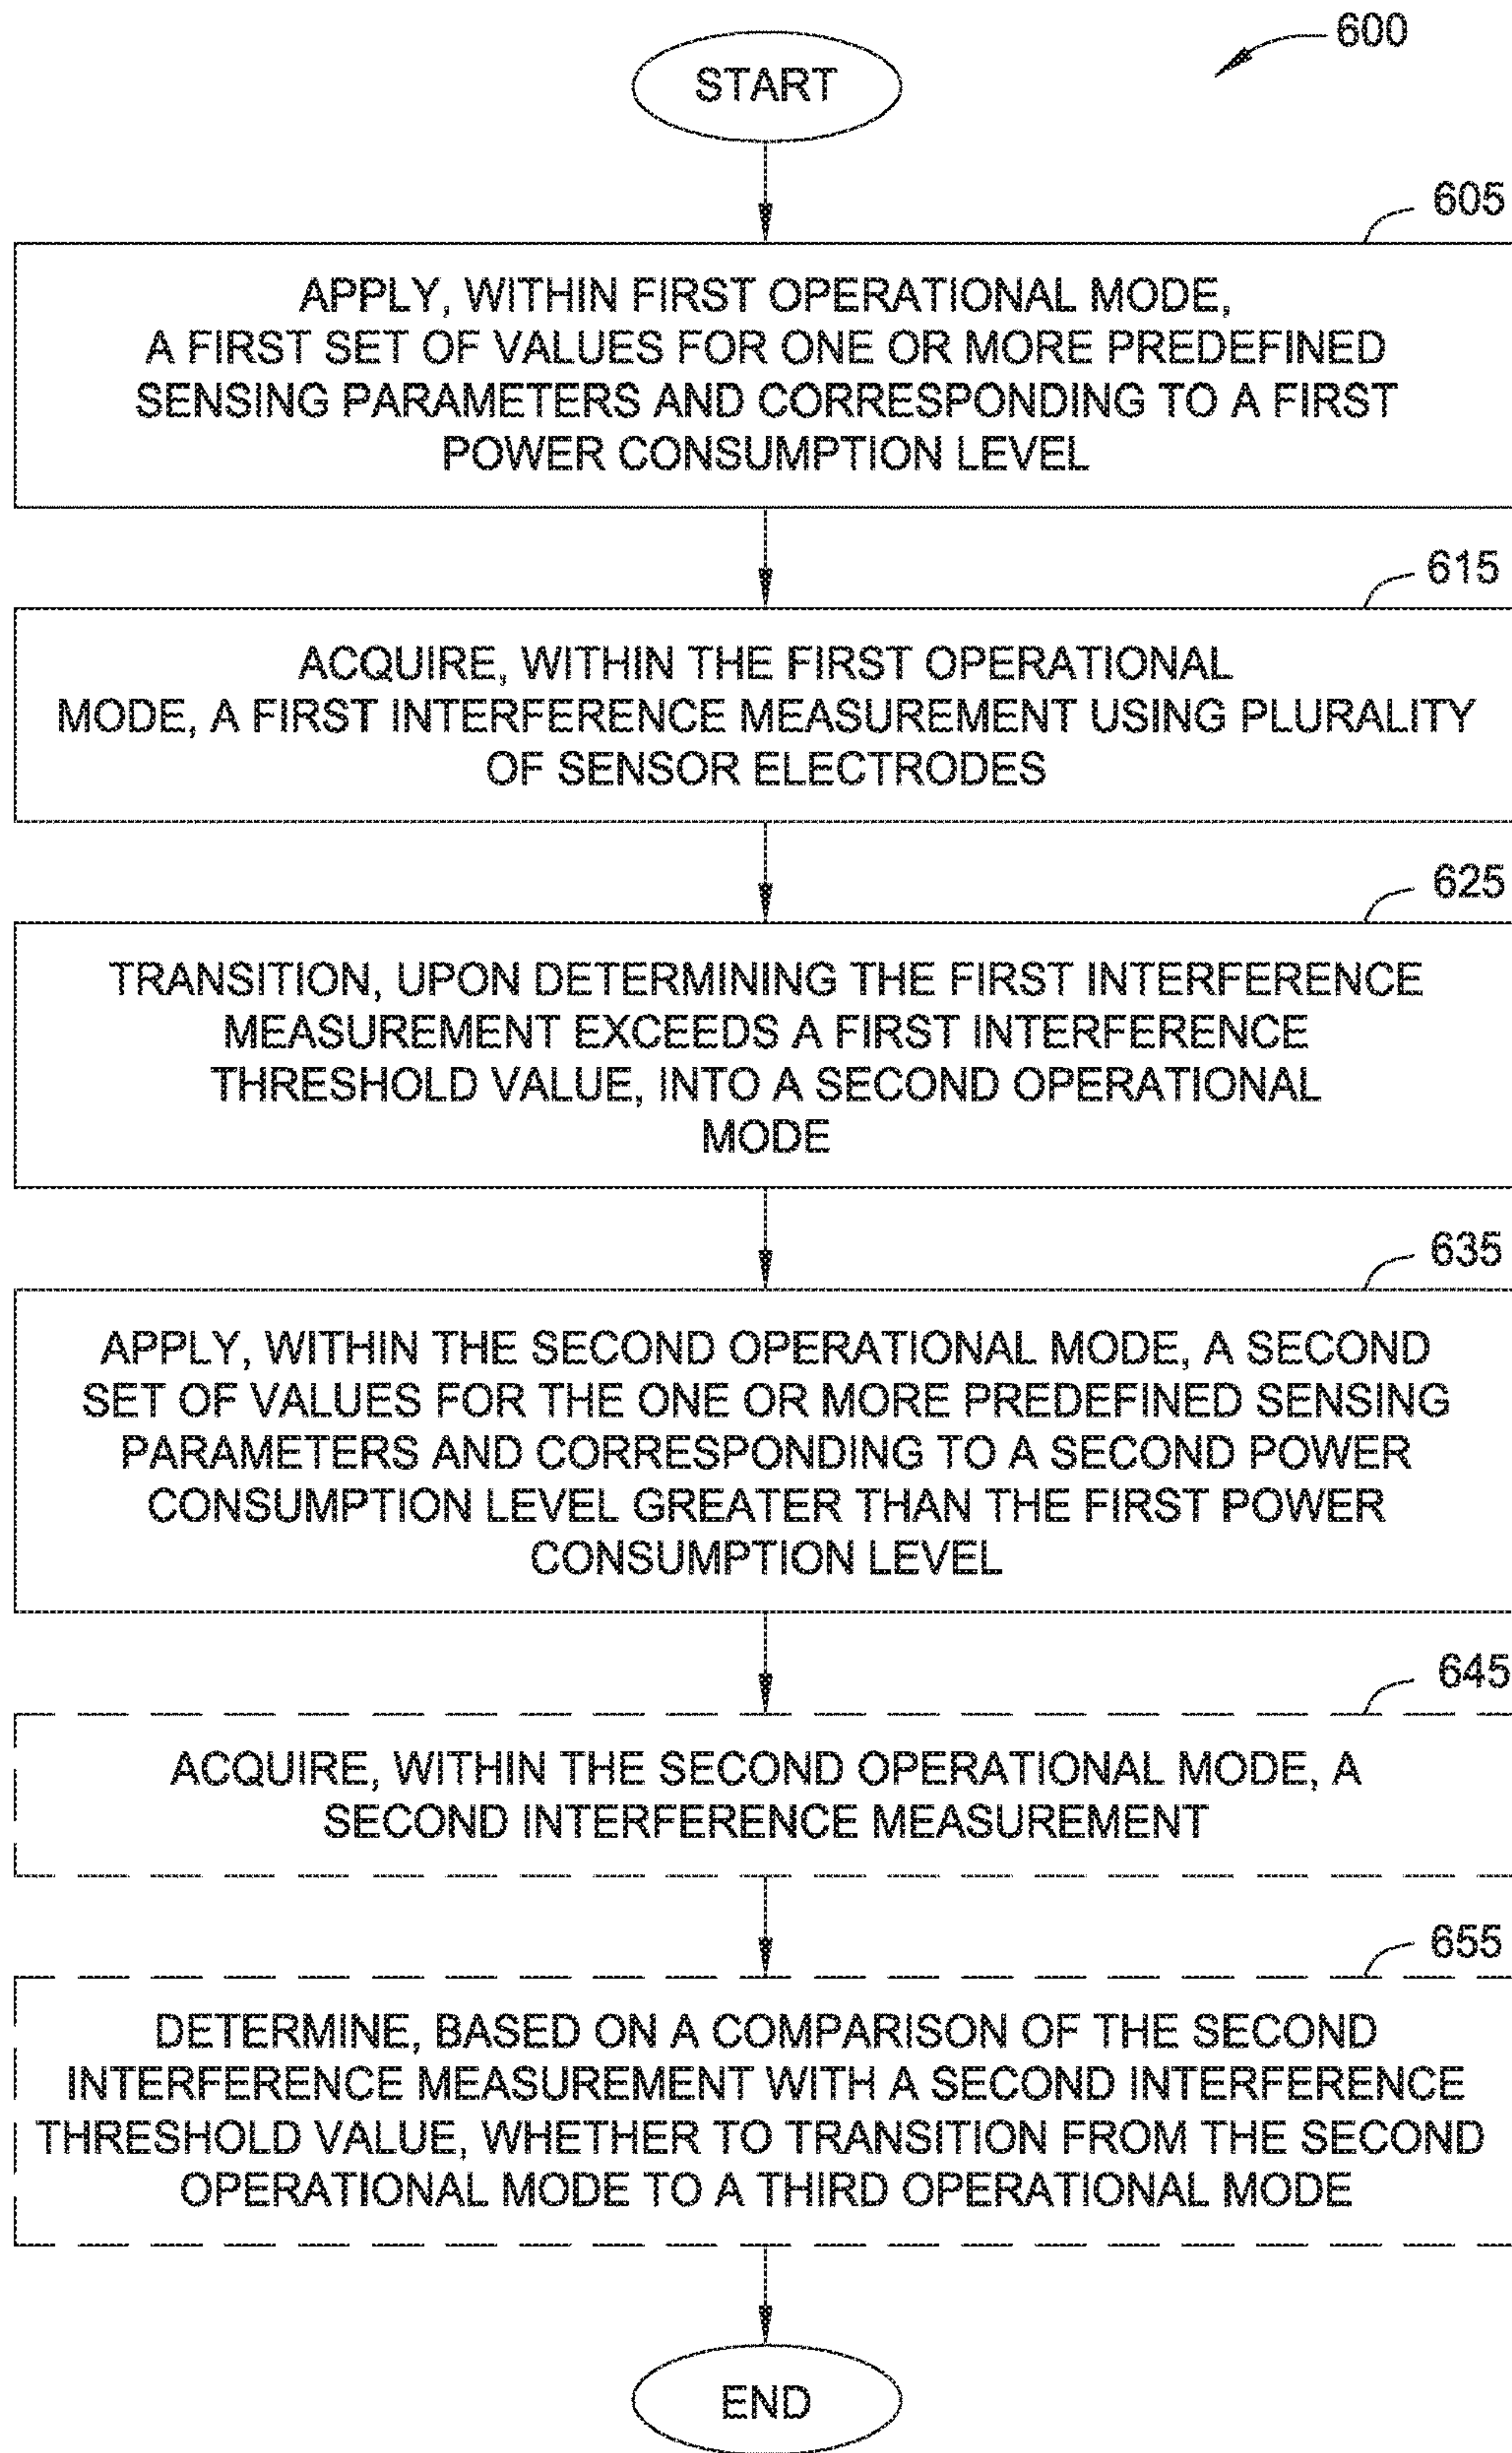 600
START
605
APPLY, WITHIN FIRST OPERATIONAL MODE,
A FIRST SET OF VALUES FOR ONE OR MORE PREDEFINED
SENSING PARAMETERS AND CORRESPONDING TO A FIRST
POWER CONSUMPTION LEVEL
615
ACQUIRE, WITHIN THE FIRST OPERATIONAL
MODE, A FIRST INTERFERENCE MEASUREMENT USING PLURALITY
OF SENSOR ELECTRODES
625
TRANSITION, UPON DETERMINING THE FIRST INTERFERENCE
MEASUREMENT EXCEEDS A FIRST INTERFERENCE
THRESHOLD VALUE, INTO A SECOND OPERATIONAL
MODE
635
APPLY, WITHIN THE SECOND OPERATIONAL MODE, A SECOND
SET OF VALUES FOR THE ONE OR MORE PREDEFINED SENSING
PARAMETERS AND CORRESPONDING TO A SECOND POWER
CONSUMPTION LEVEL GREATER THAN THE FIRST POWER
CONSUMPTION LEVEL
645
ACQUIRE, WITHIN THE SECOND OPERATIONAL MODE, A
SECOND INTERFERENCE MEASUREMENT
655
DETERMINE, BASED ON A COMPARISON OF THE SECOND
INTERFERENCE MEASUREMENT WITH A SECOND INTERFERENCE
THRESHOLD VALUE, WHETHER TO TRANSITION FROM THE SECOND
OPERATIONAL MODE TO A THIRD OPERATIONAL MODE
END